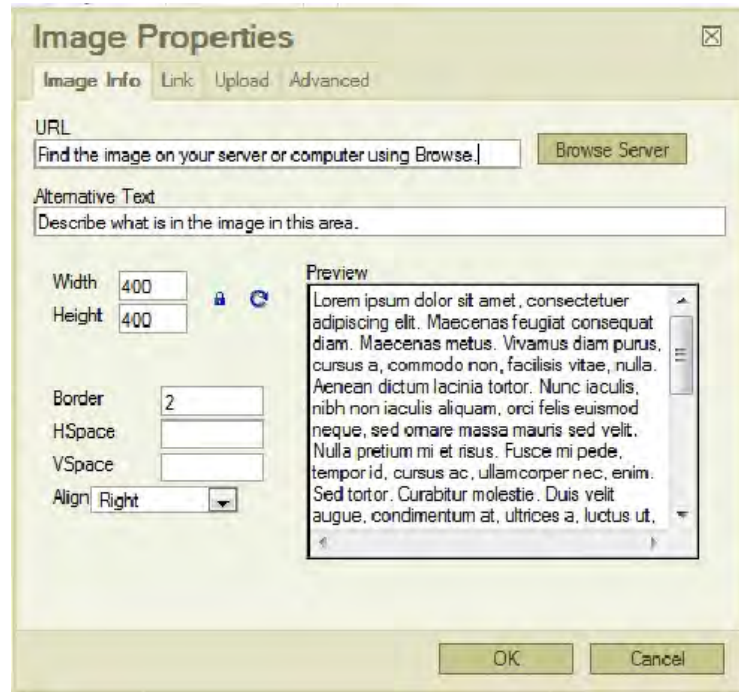 Image Properties
Image Info Link Upload Advanced
URL
Find the image on your server or computer using Browse.
Browse Server
Alternative Text
Describe what is in the image in this area.
Width 400
Height 400
Border 2
HSpace
VSpace
Align Right
Preview
Lorem ipsum dolor sit amet, consectetuer
adipiscing elit. Maecenas feugiat consequat
diam. Maecenas metus. Vivamus diam purus,
cursus a, commodo non, facilisis vitae, nulla.
Aenean dictum lacinia tortor. Nunc iaculis,
nibh non iaculis aliquam, orci felis euismod
neque, sed ornare massa mauris sed velit.
Nulla pretium mi et risus. Fusce mi pede,
tempor id, cursus ac, ullamcorper nec, enim.
Sed tortor. Curabitur molestie. Duis velit
augue, condimentum at, ultrices a, luctus ut,
OK Cancel